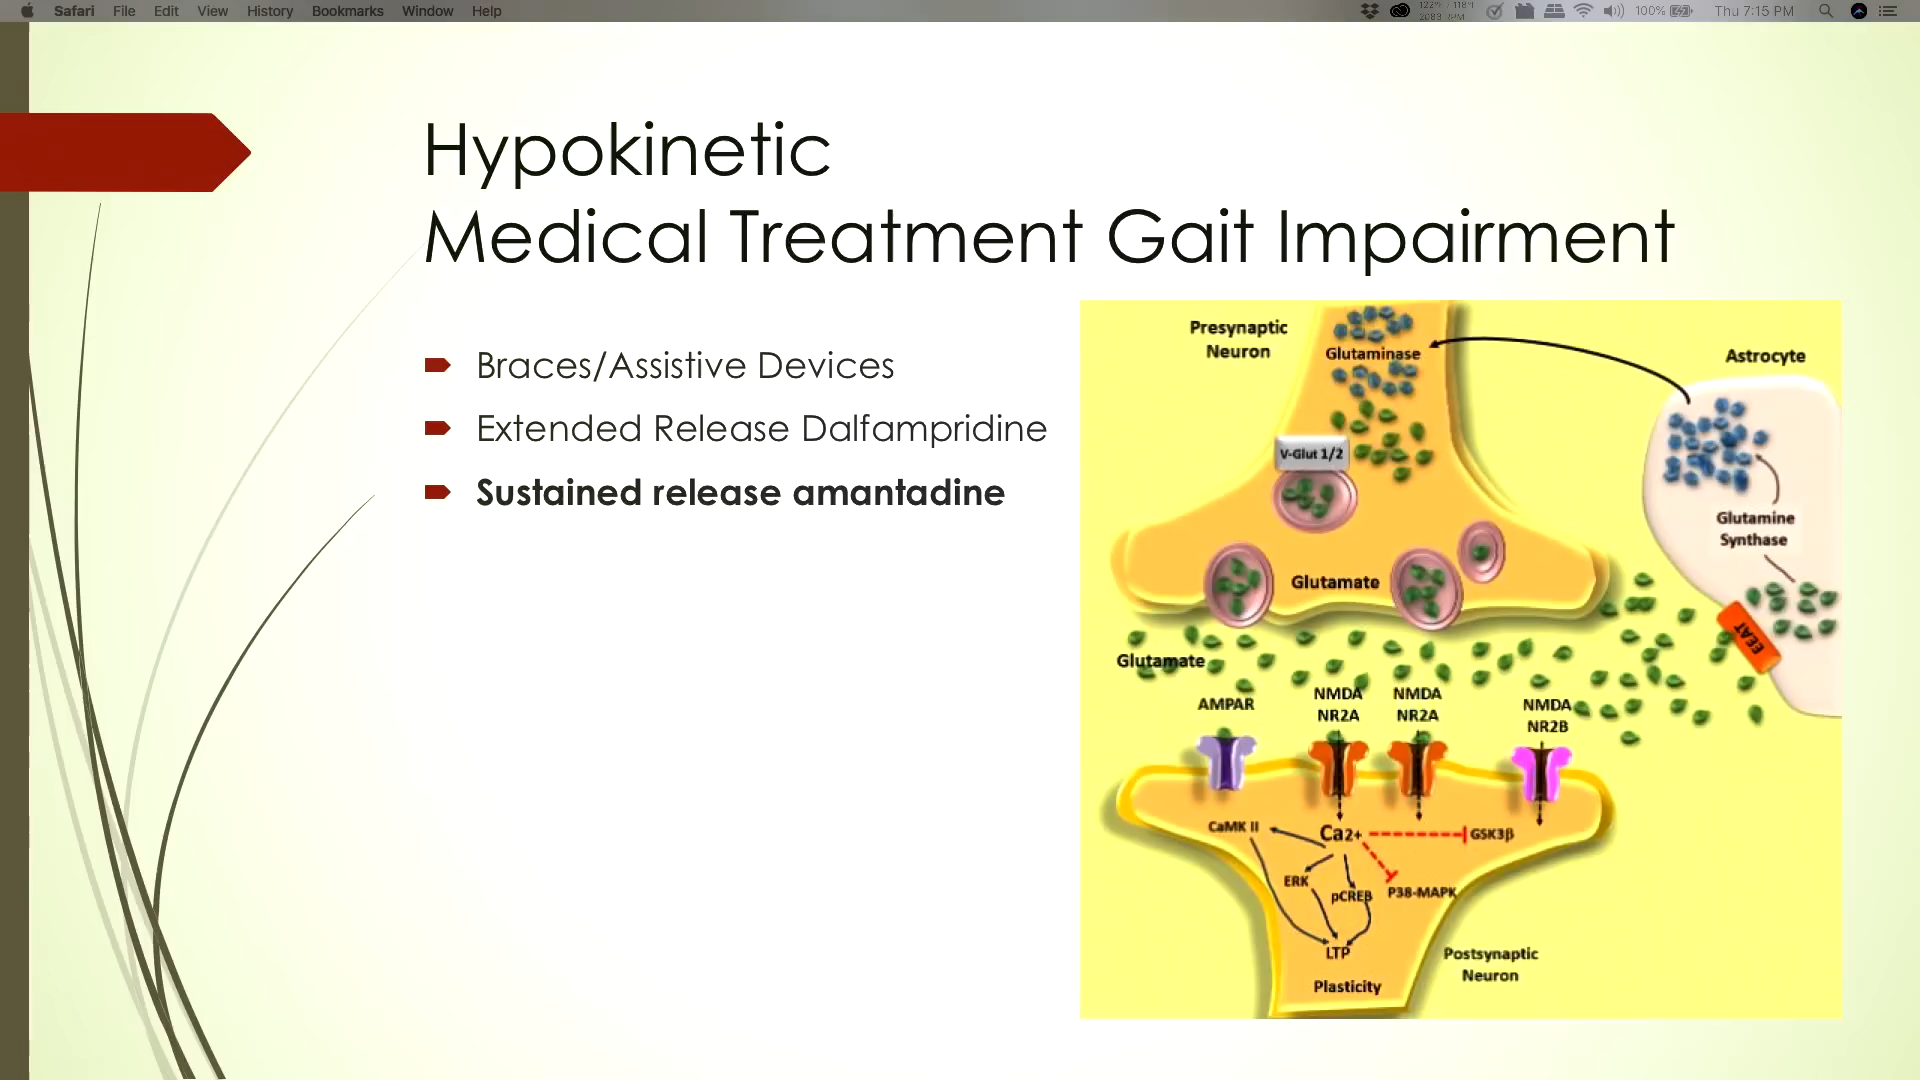 Safari File Edit View History Bookmarks Window Help
100% Thu 7:15 PM
Hypokinetic
Medical Treatment Gait Impairment
Braces/Assistive Devices
Extended Release Dalfampridine
Sustained release amantadine
Presynaptic
Neuron
Glutaminase
Astrocyte
V-Glut 1/2
Glutamine
Synthase
Glutamate
EEAT
Glutamate
AMPAR
NMDA
NR2A
NMDA
NR2A
NMDA
NR2B
CaMK II
Ca2+
GSK3β
ERK
pCREB
P38-MAPK
LTP
Plasticity
Postsynaptic
Neuron